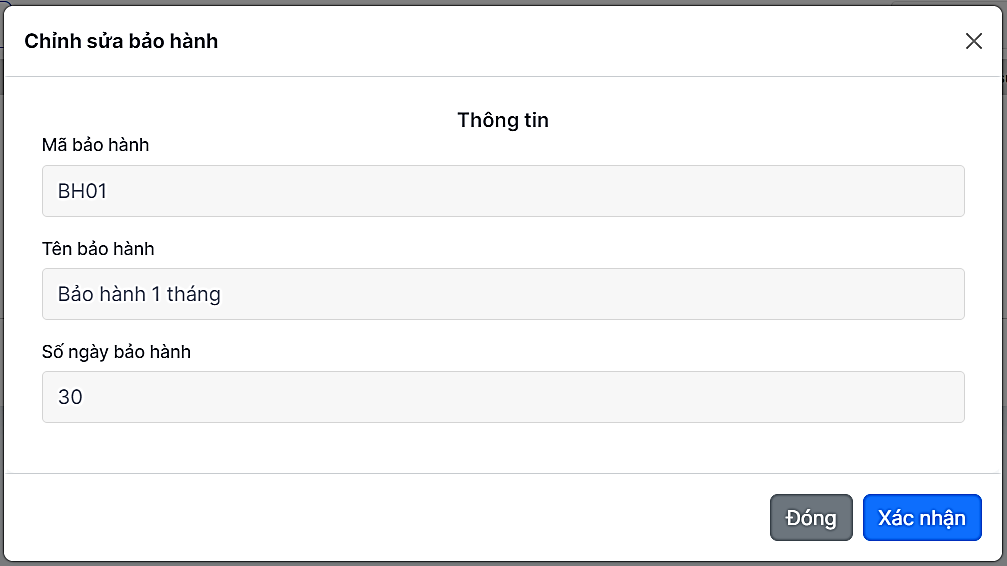 Chỉnh sửa bảo hành
Thông tin
Mã bảo hành
BH01
Tên bảo hành
Bảo hành 1 tháng
Số ngày bảo hành
30
Đóng
Xác nhận